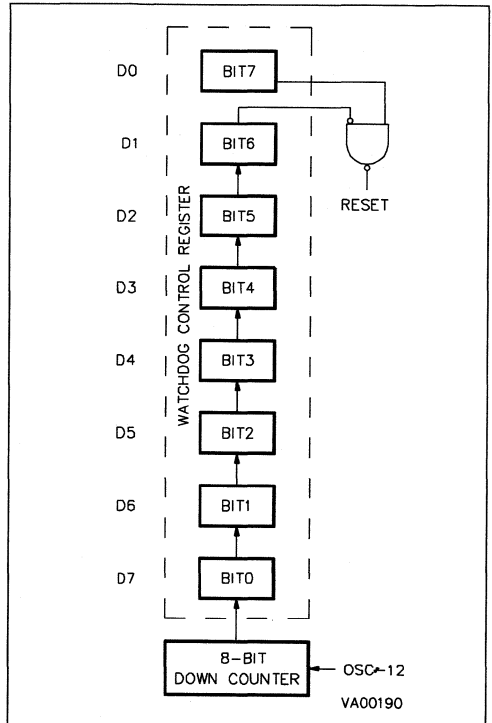 D0 BIT7
D1 BIT6
RESET
D2 BIT5
D3 BIT4
WATCHDOG CONTROL REGISTER
D4 BIT3
D5 BIT2
D6 BIT1
D7 BIT0
8-BIT
DOWN COUNTER
OSC-12
VA00190